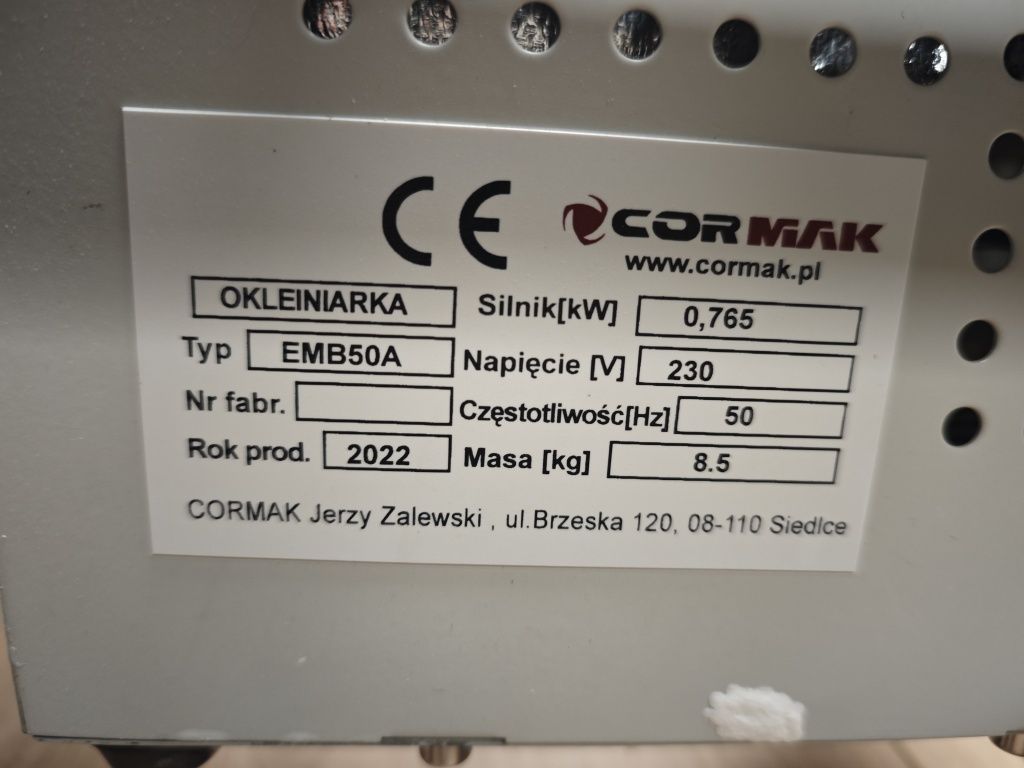 CE CORMAK
www.cormak.pl
OKLEINIARKA Silnik[kW] 0,765
Typ EMB50A Napięcie [V] 230
Nr fabr. Częstotliwość[Hz] 50
Rok prod. 2022 Masa [kg] 8.5
CORMAK Jerzy Zalewski , ul.Brzeska 120, 08-110 Siedlce